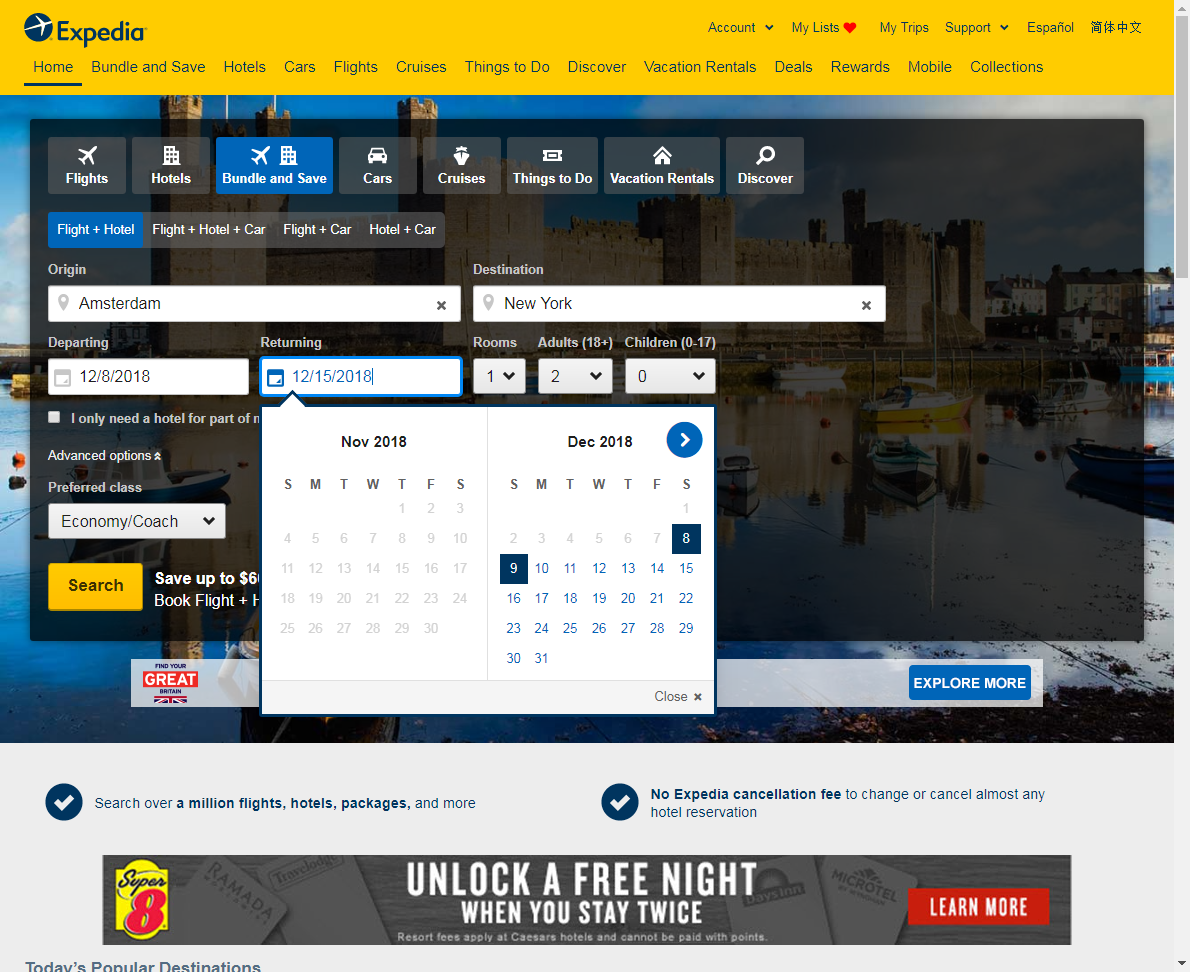 Expedia
Account
My Lists
My Trips
Support
Español
简体中文
Home
Bundle and Save
Hotels
Cars
Flights
Cruises
Things to Do
Discover
Vacation Rentals
Deals
Rewards
Mobile
Collections
Flights
Hotels
Bundle and Save
Cars
Cruises
Things to Do
Vacation Rentals
Discover
Flight + Hotel
Flight + Hotel + Car
Flight + Car
Hotel + Car
Origin
Destination
Amsterdam
New York
Departing
Returning
Rooms
Adults (18+)
Children (0-17)
12/8/2018
12/15/2018
1
2
0
I only need a hotel for part of
Advanced options
Preferred class
Economy/Coach
Search
Save up to $6
Book Flight +
Nov 2018
S M T W T F S
1 2 3
4 5 6 7 8 9 10
11 12 13 14 15 16 17
18 19 20 21 22 23 24
25 26 27 28 29 30
Dec 2018
S M T W T F S
1
2 3 4 5 6 7 8
9 10 11 12 13 14 15
16 17 18 19 20 21 22
23 24 25 26 27 28 29
30 31
Close ×
FIND YOUR
GREAT
BRITAIN
EXPLORE MORE
Search over a million flights, hotels, packages, and more
No Expedia cancellation fee to change or cancel almost any
hotel reservation
Super
8
RAMADA
Travelodge
UNLOCK A FREE NIGHT
WHEN YOU STAY TWICE
Resort fees apply at Caesars hotels and cannot be paid with points.
Days Inn
MICROTEL
LEARN MORE
Today's Popular Destinations